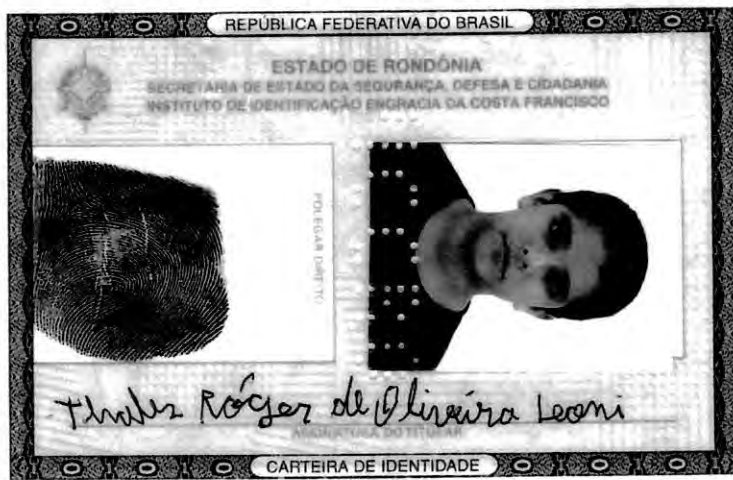 REPÚBLICA FEDERATIVA DO BRASIL
ESTADO DE RONDÔNIA
SECRETARIA DE ESTADO DA SEGURANÇA, DEFESA E CIDADANIA
INSTITUTO DE IDENTIFICAÇÃO ENGRACIA DA COSTA FRANCISCO
POLEGAR DIREITO
Thales Róger de Oliveira Leoni
ASSINATURA DO TITULAR
CARTEIRA DE IDENTIDADE